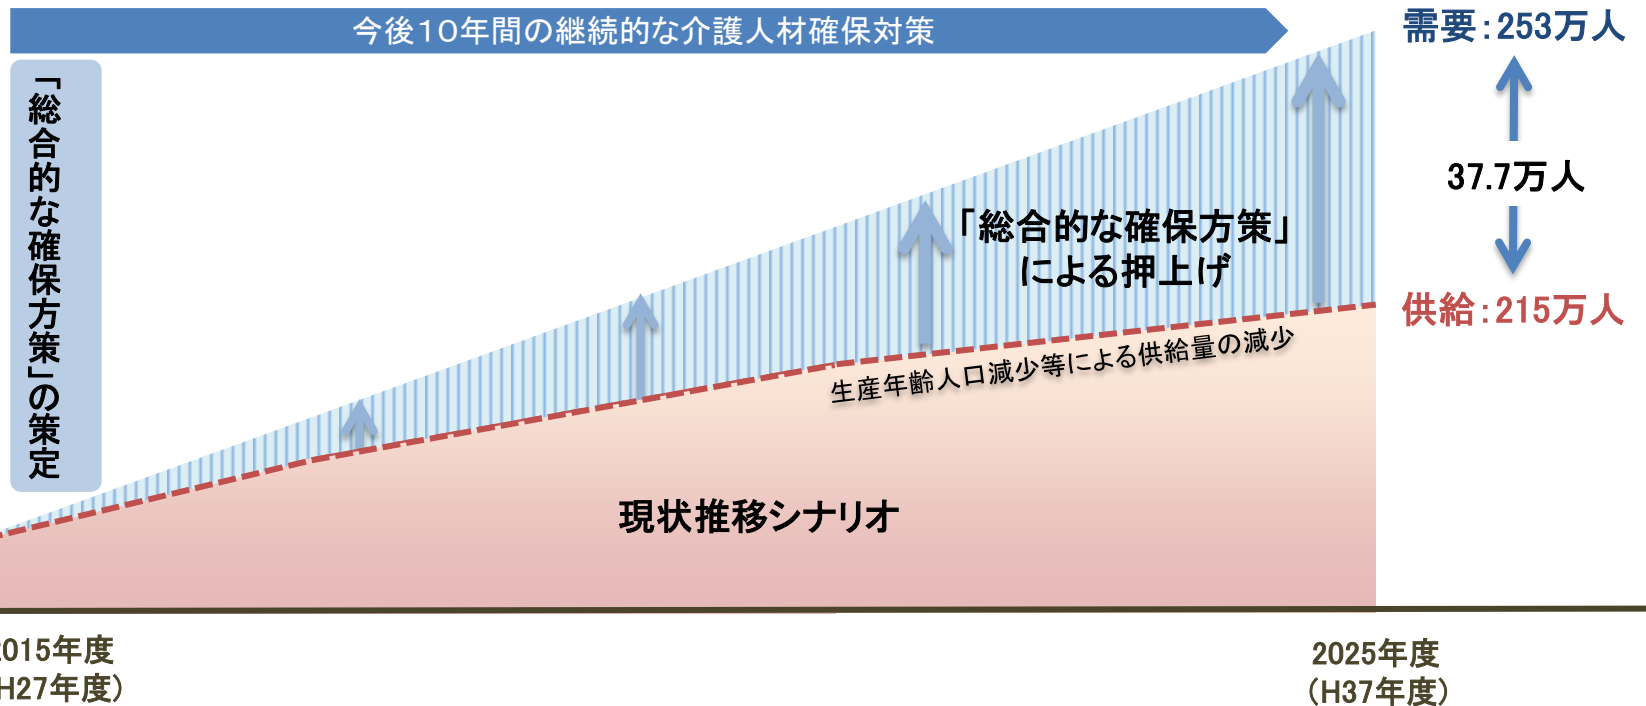 今後10年間の継続的な介護人材確保対策
「総合的な確保方策」の策定
需要:253万人
37.7万人
供給:215万人
「総合的な確保方策」
による押上げ
生産年齢人口減少等による供給量の減少
現状推移シナリオ
2015年度
H27年度)
2025年度
(H37年度)